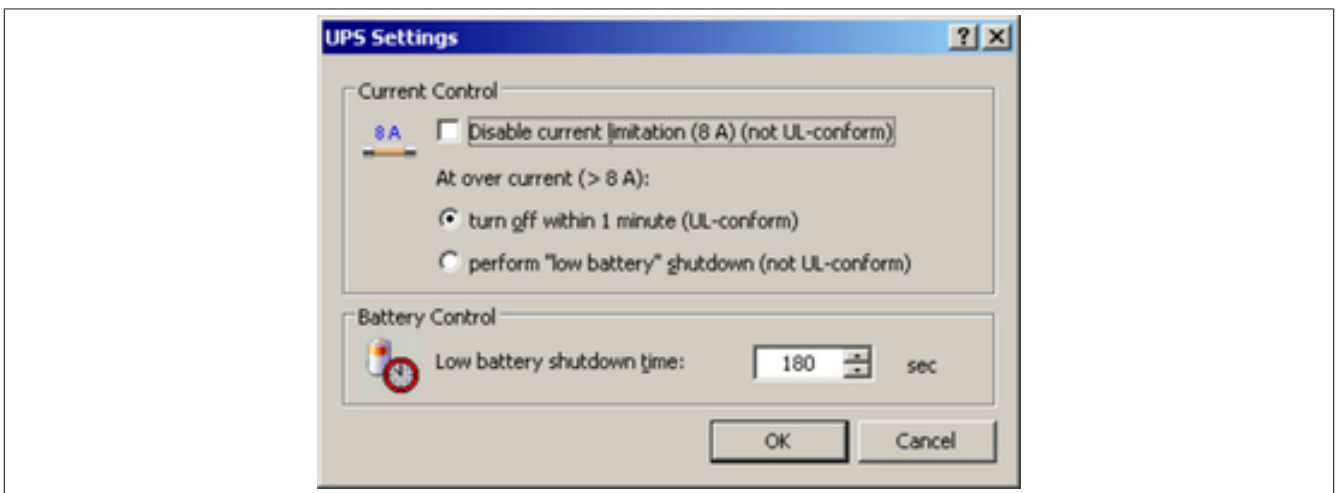 UPS Settings
Current Control
8 A
Disable current limitation (8 A) (not UL-conform)
At over current (> 8 A):
turn off within 1 minute (UL-conform)
perform "low battery" shutdown (not UL-conform)
Battery Control
Low battery shutdown time: 180 sec
OK Cancel